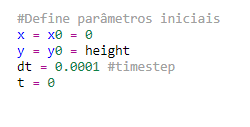 #Define parâmetros iniciais
x = x0 = 0
y = y0 = height
dt = 0.0001 #timestep
t = 0